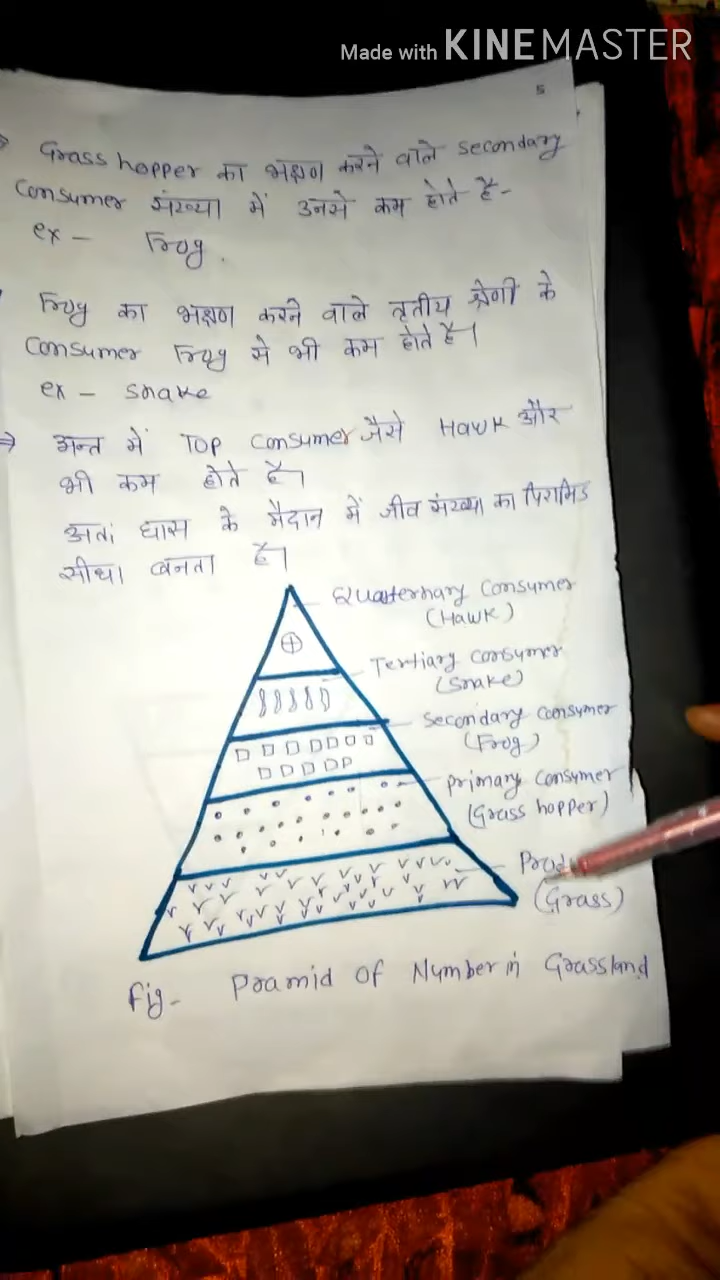 Made with KINEMASTER
5
Grass hopper का भक्षण करने वाले secondary
Consumer संख्या में उनसे कम होते है-
ex - Frog.
Frog का भक्षण करने वाले तृतीय श्रेणी के
Consumer Frog से भी कम होते है।
ex - snake
⇒ अन्त में TOP Consumer जैसे Hawk और
भी कम होते है।
अतः घास के मैदान में जीव संख्या का पिरामिड
सीधा बनता है।
Quaternary Consumer
(Hawk)
Tertiary Consumer
(Snake)
Secondary Consumer
(Frog)
Primary Consumer
(Grass hopper)
(Grass)
fig- Pramid Of Number in Grassland